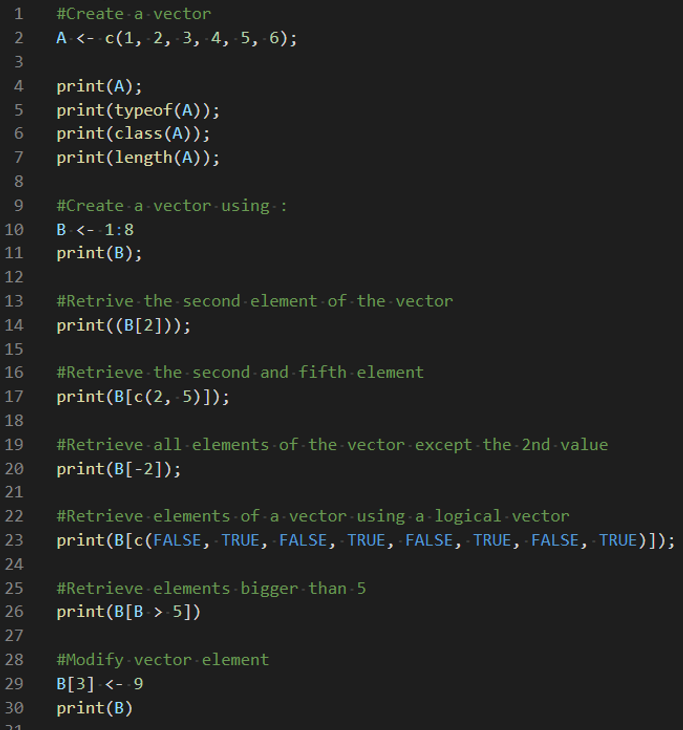 1 #Create a vector
2 A <- c(1, 2, 3, 4, 5, 6);
3
4 print(A);
5 print(typeof(A));
6 print(class(A));
7 print(length(A));
8
9 #Create a vector using :
10 B <- 1:8
11 print(B);
12
13 #Retrive the second element of the vector
14 print((B[2]));
15
16 #Retrieve the second and fifth element
17 print(B[c(2, 5)]);
18
19 #Retrieve all elements of the vector except the 2nd value
20 print(B[-2]);
21
22 #Retrieve elements of a vector using a logical vector
23 print(B[c(FALSE, TRUE, FALSE, TRUE, FALSE, TRUE, FALSE, TRUE)]);
24
25 #Retrieve elements bigger than 5
26 print(B[B > 5])
27
28 #Modify vector element
29 B[3] <- 9
30 print(B)